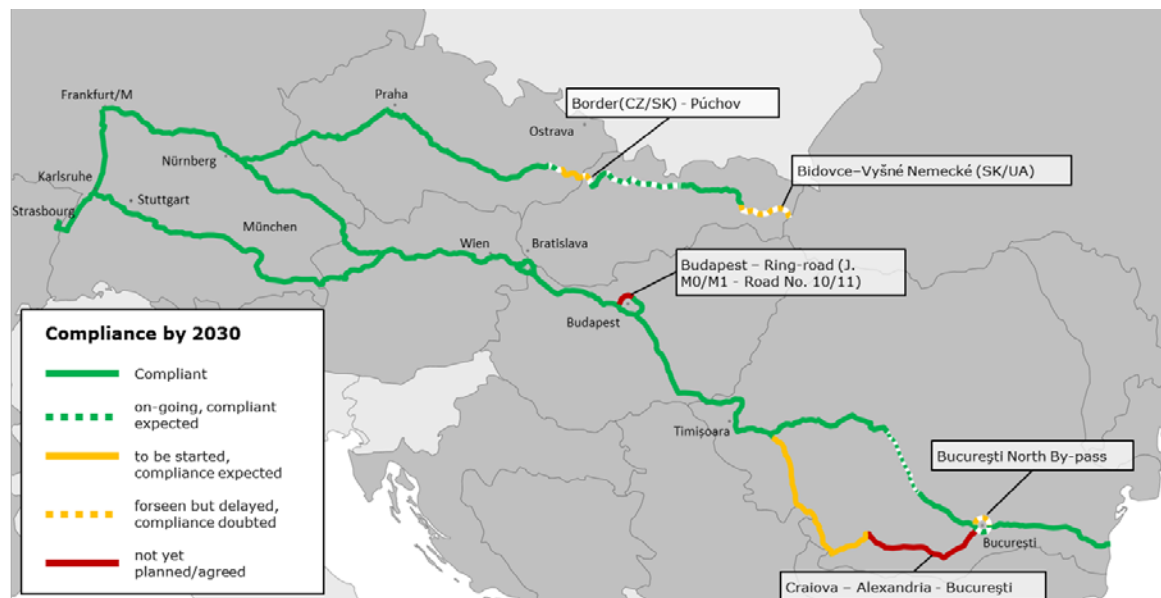 Frankfurt/M
Praha
Border(CZ/SK) - Púchov
Ostrava
Nürnberg
Bidovce–Vyšné Nemecké (SK/UA)
Karlsruhe
Stuttgart
Strasbourg
München
Wien
Bratislava
Budapest – Ring-road (J.
M0/M1 - Road No. 10/11)
Budapest
Compliance by 2030
Compliant
on-going, compliant
expected
to be started,
compliance expected
forseen but delayed,
compliance doubted
not yet
planned/agreed
Timișoara
Bucureşti North By-pass
București
Craiova – Alexandria - Bucureşti